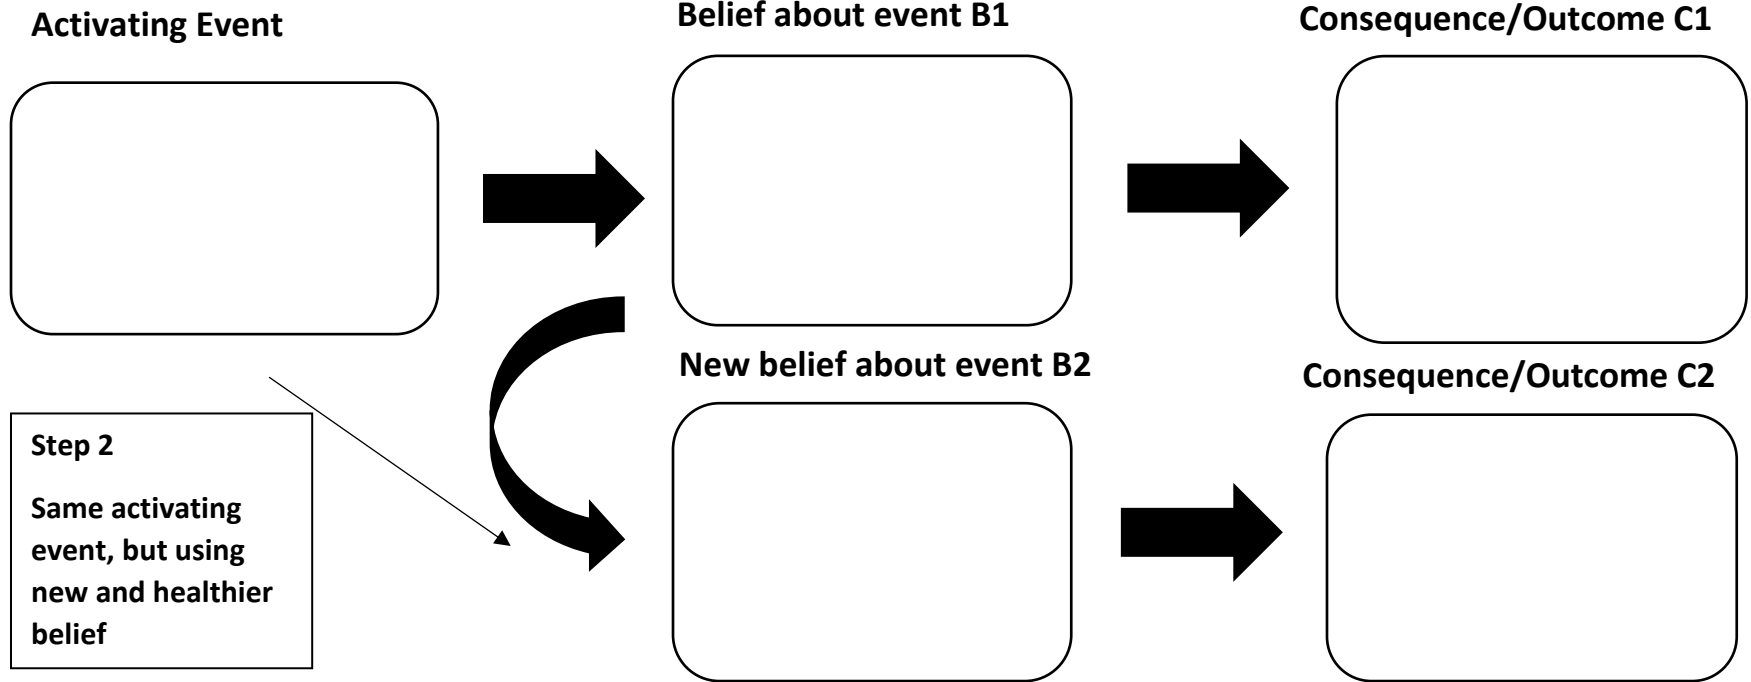 Activating Event
Belief about event B1
Consequence/Outcome C1
New belief about event B2
Consequence/Outcome C2
Step 2
Same activating
event, but using
new and healthier
belief